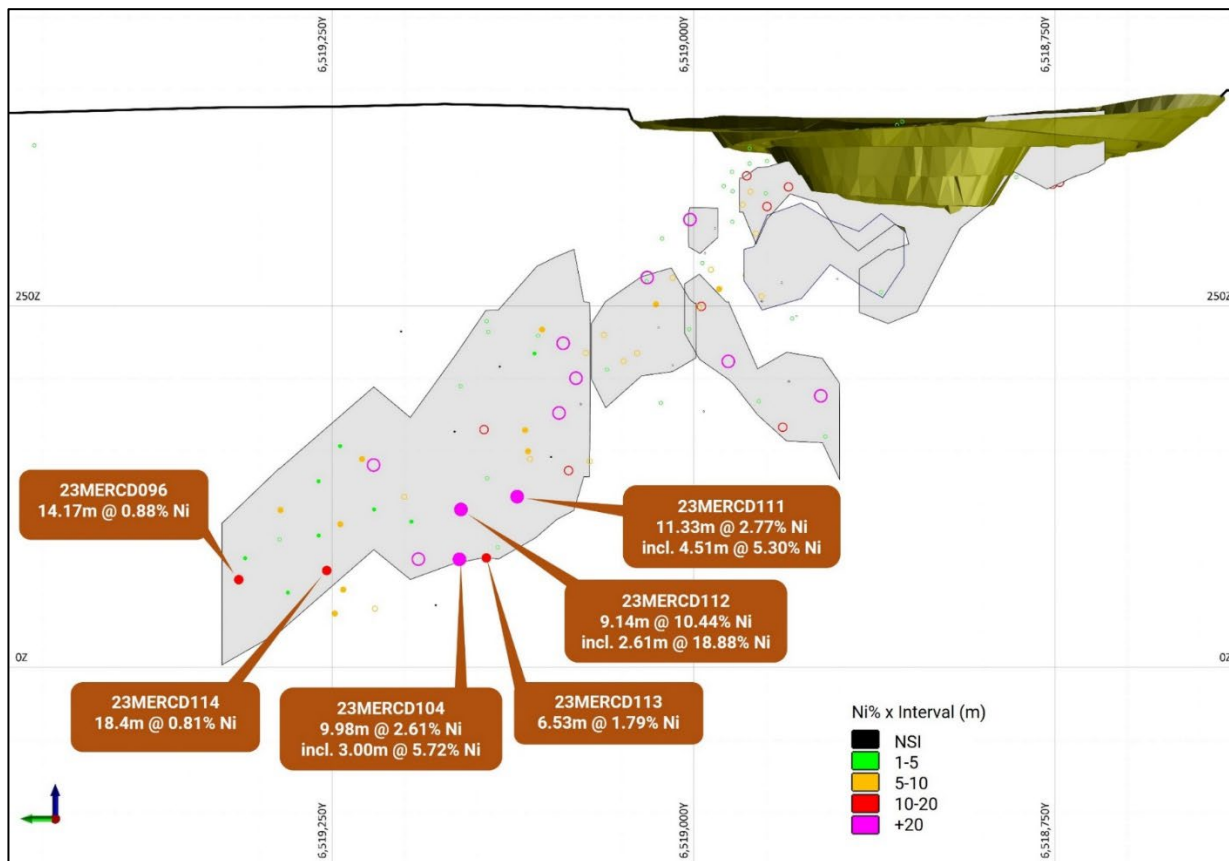 6,519,250Y
6,519,000Y
6,518,750Y
250Z
250Z
23MERCD096
14.17m @ 0.88% Ni
23MERCD111
11.33m @ 2.77% Ni
incl. 4.51m @ 5.30% Ni
23MERCD112
9.14m @ 10.44% Ni
incl. 2.61m @ 18.88% Ni
0Z
0Z
23MERCD114
18.4m @ 0.81% Ni
23MERCD104
9.98m @ 2.61% Ni
incl. 3.00m @ 5.72% Ni
23MERCD113
6.53m @ 1.79% Ni
Ni% x Interval (m)
NSI
1-5
5-10
10-20
+20
6,519,250Y
6,519,000Y
6,518,750Y